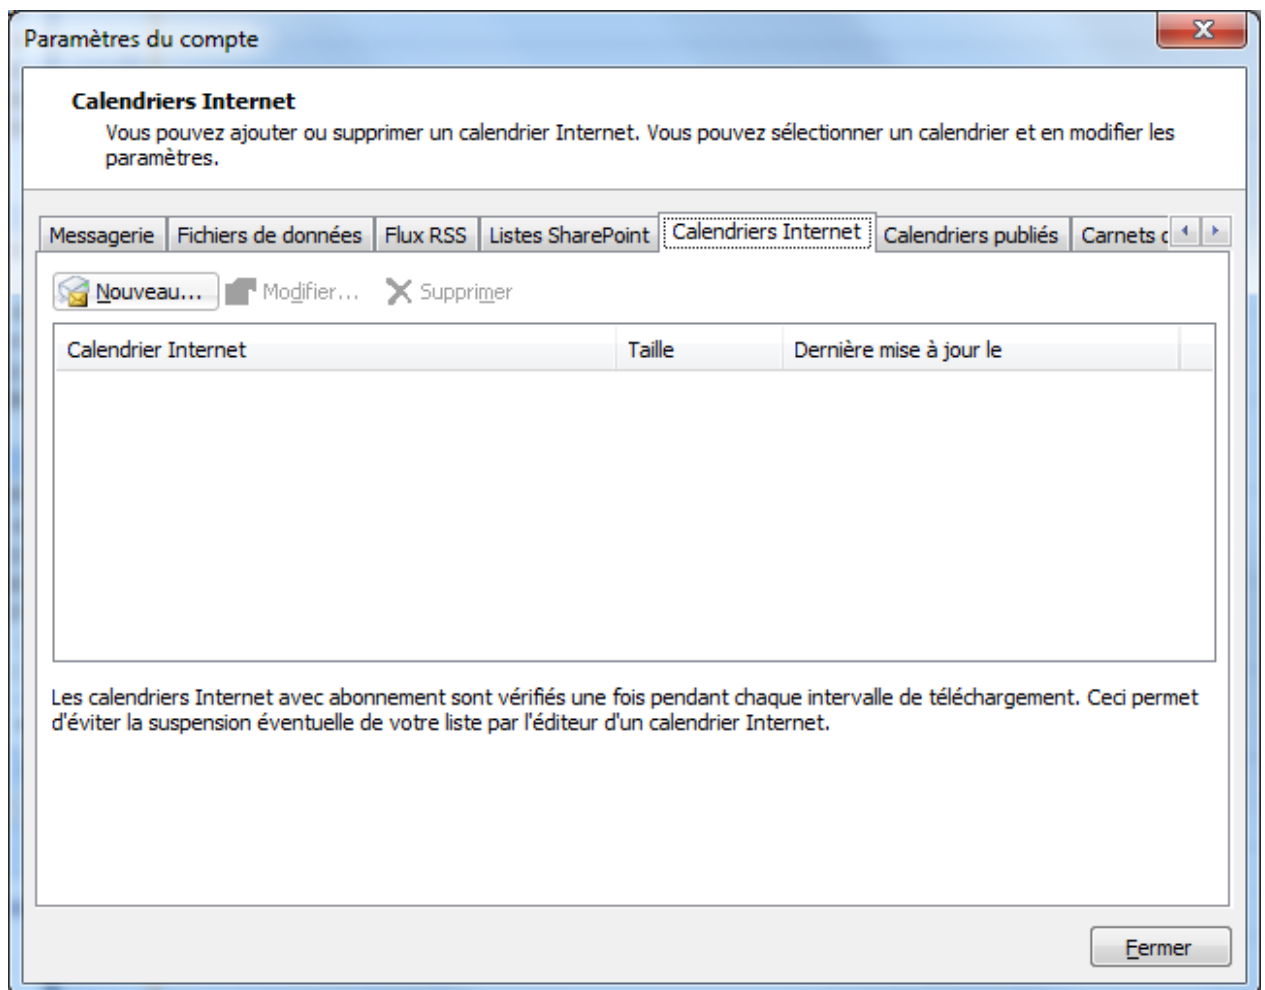 Paramètres du compte
Calendriers Internet
Vous pouvez ajouter ou supprimer un calendrier Internet. Vous pouvez sélectionner un calendrier et en modifier les
paramètres.
Messagerie Fichiers de données Flux RSS Listes SharePoint Calendriers Internet Calendriers publiés Carnets
Nouveau... Modifier... Supprimer
Calendrier Internet Taille Dernière mise à jour le
Les calendriers Internet avec abonnement sont vérifiés une fois pendant chaque intervalle de téléchargement. Ceci permet
d'éviter la suspension éventuelle de votre liste par l'éditeur d'un calendrier Internet.
Fermer